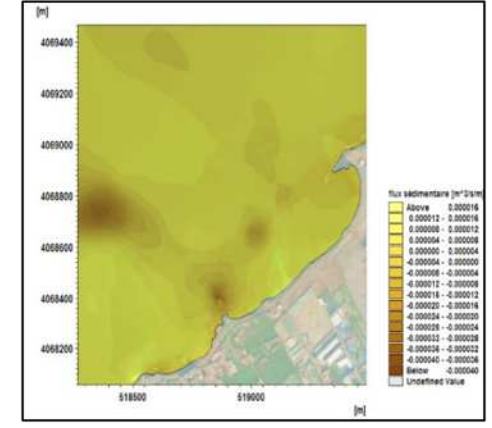 [m]
4069400
4069200
4069000
4068800
4068600
4068400
4068200
518500
519000
[m]
flux sédimentaire [m^3/s/m]
Above 0.000016
0.000012 - 0.000016
0.000008 - 0.000012
0.000004 - 0.000008
0.000000 - 0.000004
-0.000004 - 0.000000
-0.000008 - -0.000004
-0.000012 - -0.000008
-0.000016 - -0.000012
-0.000020 - -0.000016
-0.000024 - -0.000020
-0.000028 - -0.000024
-0.000032 - -0.000028
-0.000036 - -0.000032
-0.000040 - -0.000036
Below -0.000040
Undefined Value